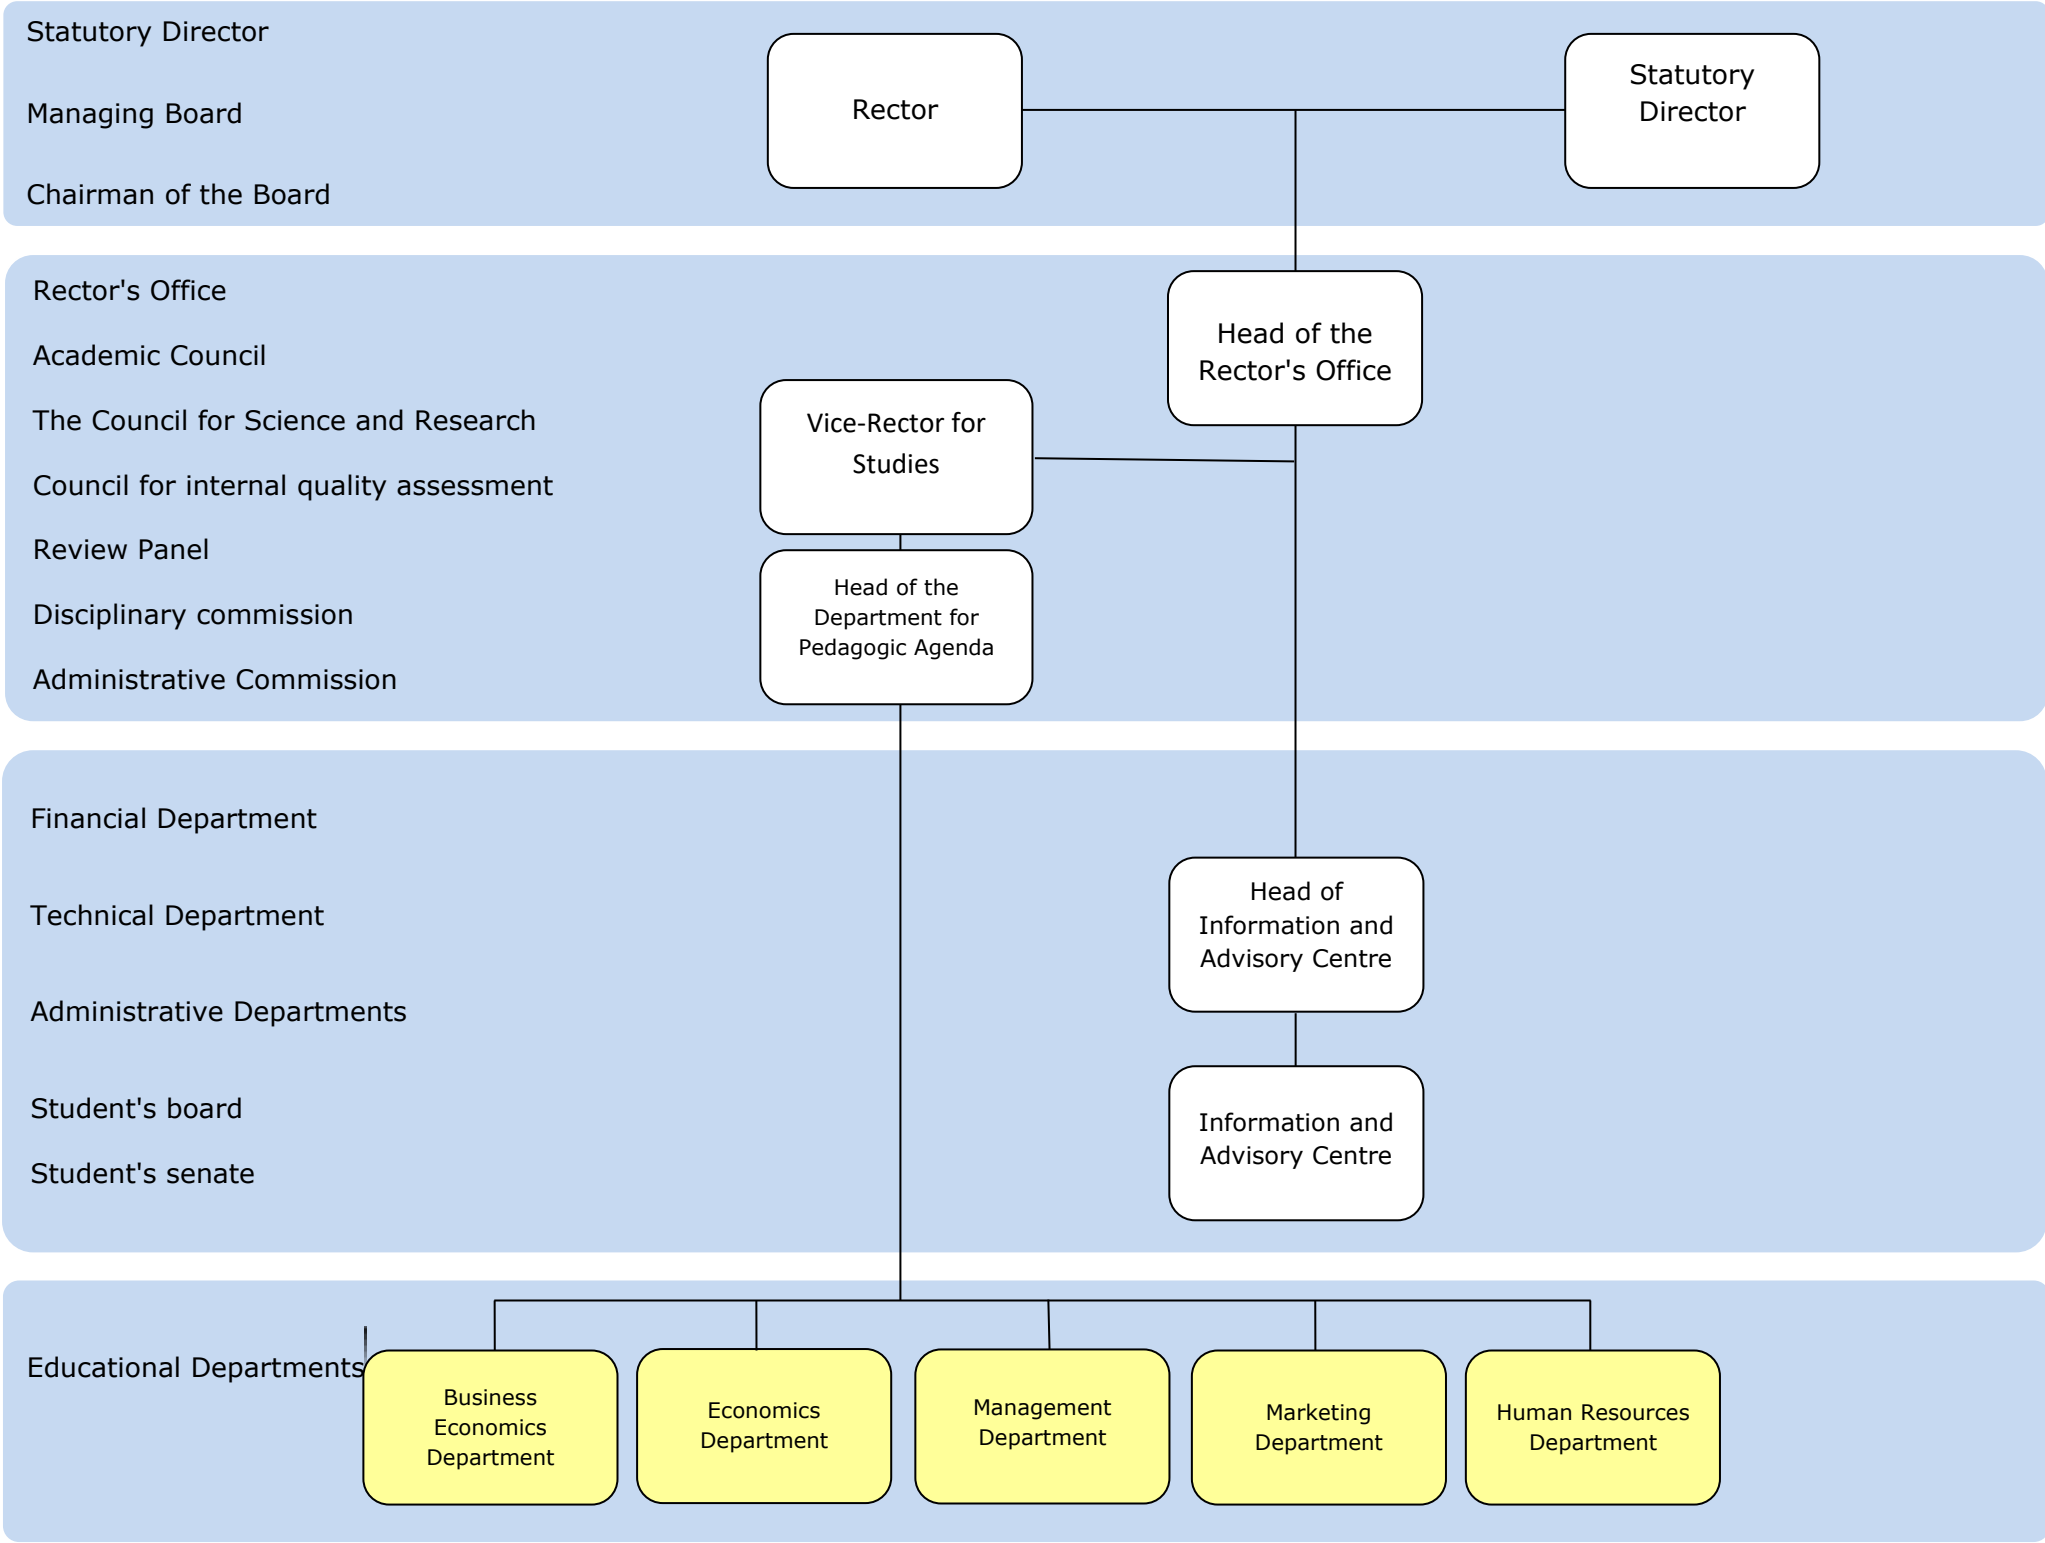 Statutory Director
Managing Board
Chairman of the Board
Rector
Statutory
Director
Rector's Office
Academic Council
The Council for Science and Research
Council for internal quality assessment
Review Panel
Disciplinary commission
Administrative Commission
Head of the
Rector's Office
Vice-Rector for
Studies
Head of the
Department for
Pedagogic Agenda
Financial Department
Technical Department
Administrative Departments
Student's board
Student's senate
Head of
Information and
Advisory Centre
Information and
Advisory Centre
Educational Departments
Business
Economics
Department
Economics
Department
Management
Department
Marketing
Department
Human Resources
Department